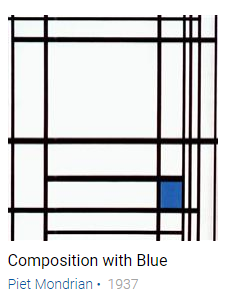 Composition with Blue
Piet Mondrian • 1937